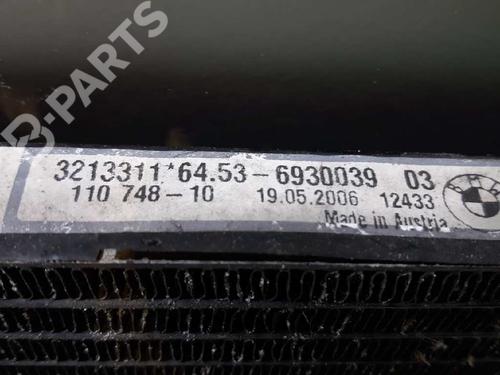 B-PARTS
3213311*64.53-6930039 03
110 748-10 19.05.2006 12433
Made in Austria